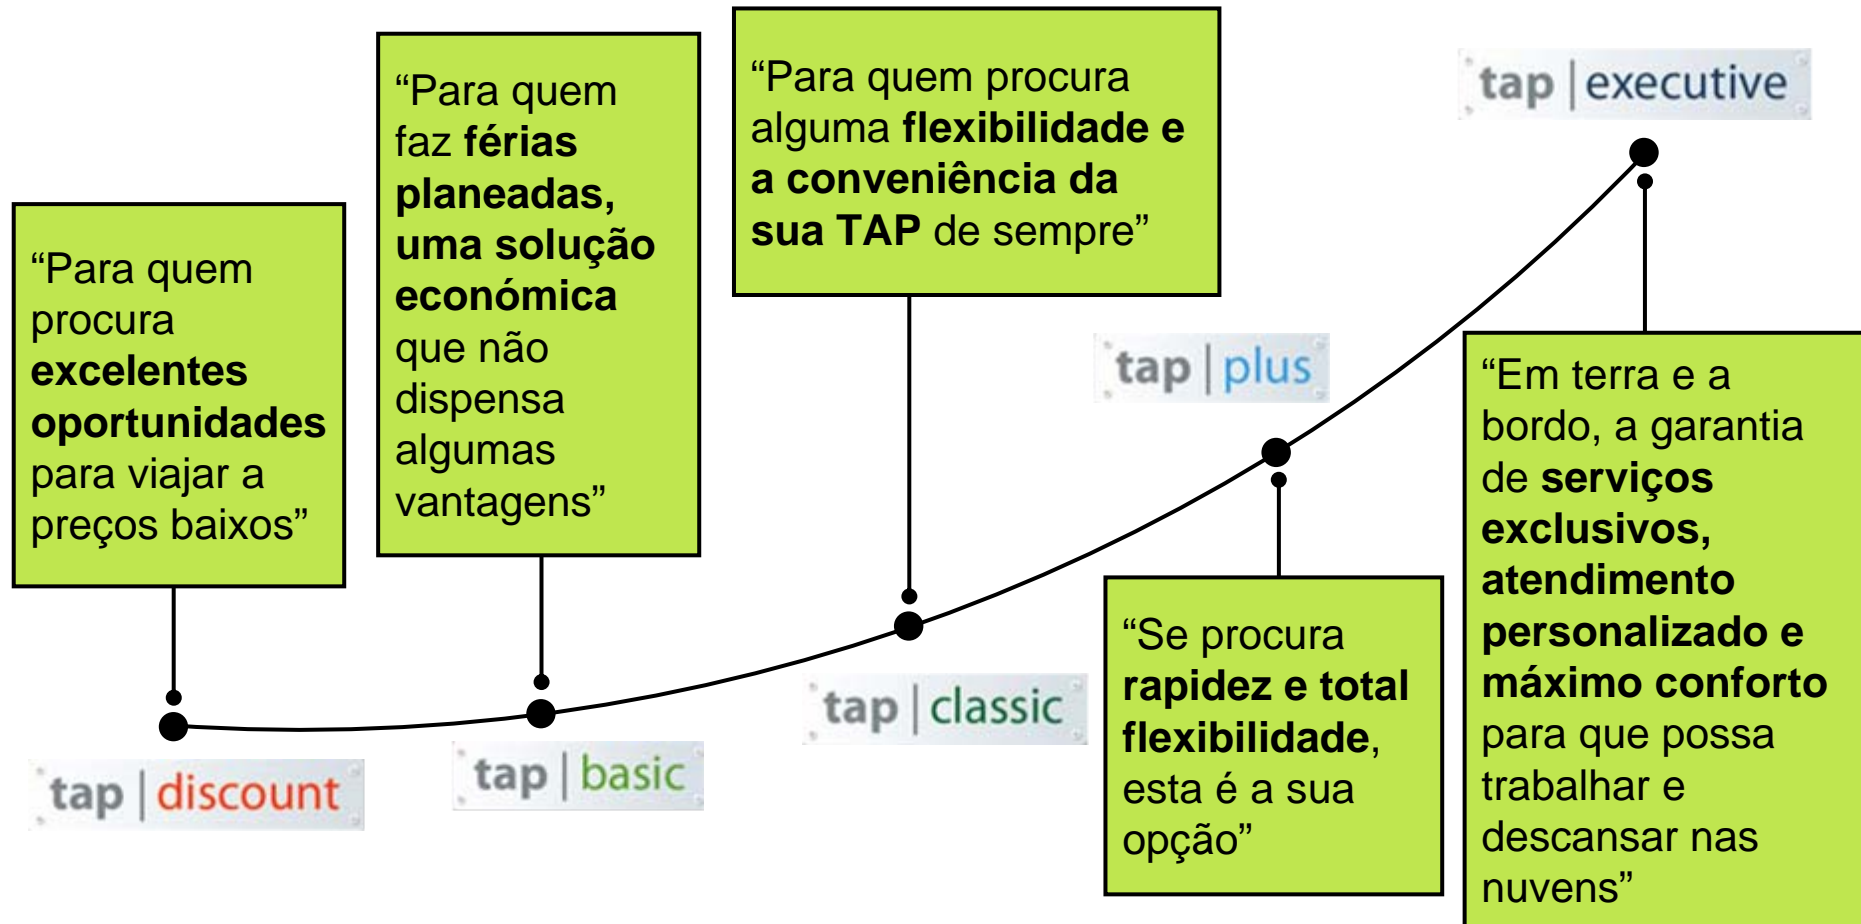 “Para quem
procura
excelentes
oportunidades
para viajar a
preços baixos”
tap | discount
“Para quem
faz férias
planeadas,
uma solução
económica
que não
dispensa
algumas
vantagens”
tap | basic
“Para quem procura
alguma flexibilidade e
a conveniência da
sua TAP de sempre”
tap | classic
tap | plus
“Se procura
rapidez e total
flexibilidade,
esta é a sua
opção”
tap | executive
“Em terra e a
bordo, a garantia
de serviços
exclusivos,
atendimento
personalizado e
máximo conforto
para que possa
trabalhar e
descansar nas
nuvens”